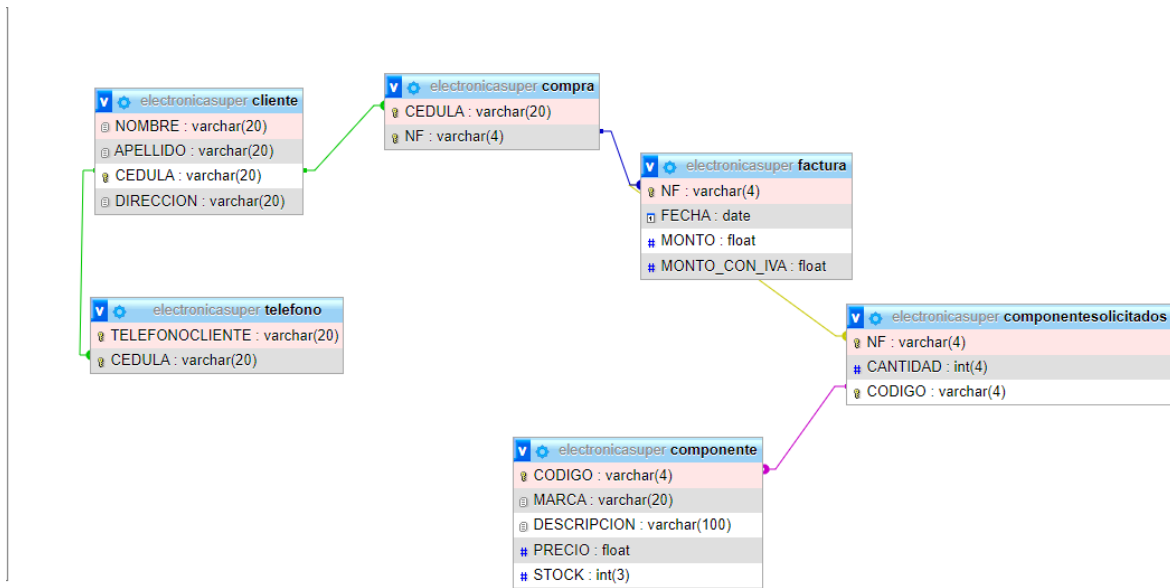 electronicasuper cliente
NOMBRE : varchar(20)
APELLIDO : varchar(20)
CEDULA : varchar(20)
DIRECCION : varchar(20)
electronicasuper compra
CEDULA : varchar(20)
NF : varchar(4)
electronicasuper factura
NF : varchar(4)
FECHA : date
# MONTO : float
# MONTO_CON_IVA : float
electronicasuper telefono
TELEFONOCLIENTE : varchar(20)
CEDULA : varchar(20)
electronicasuper componentesolicitados
NF : varchar(4)
# CANTIDAD : int(4)
CODIGO : varchar(4)
electronicasuper componente
CODIGO : varchar(4)
MARCA : varchar(20)
DESCRIPCION : varchar(100)
# PRECIO : float
# STOCK : int(3)